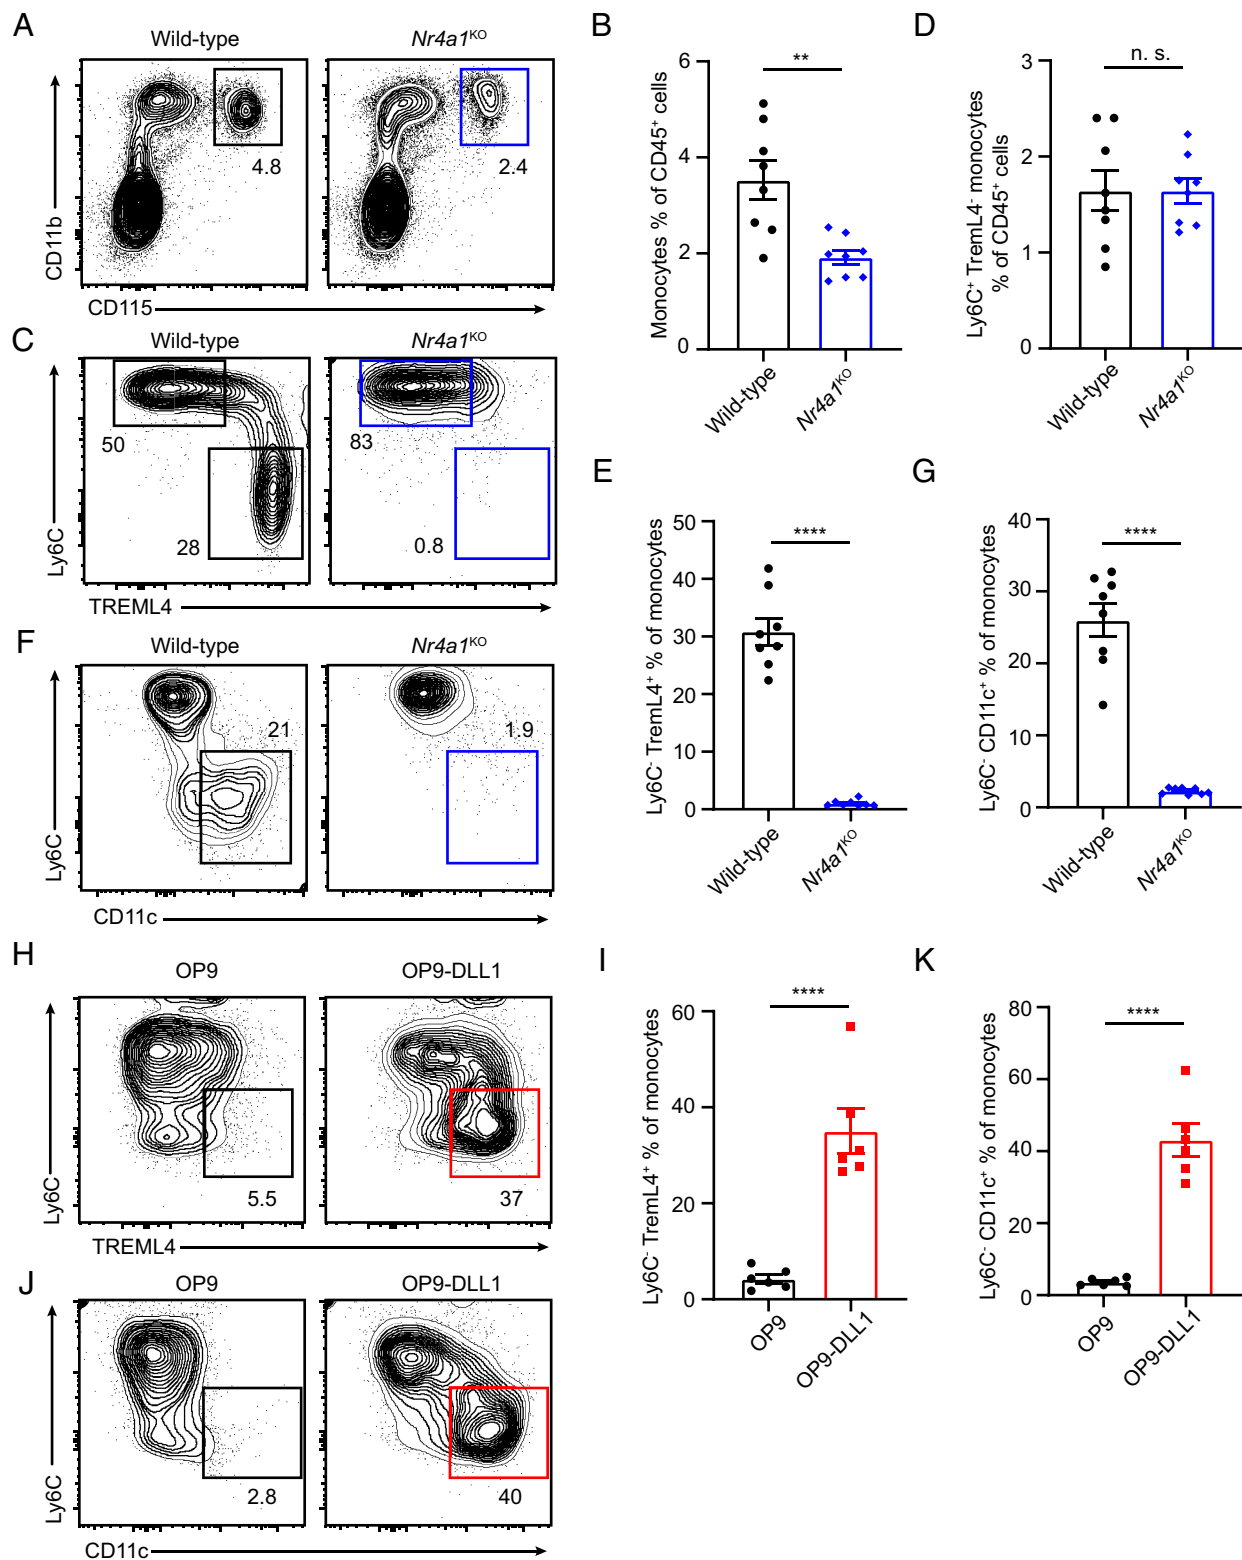 A
Wild-type
Nr4a1KO
CD11b
4.8
2.4
CD115
B
Monocytes % of CD45+ cells
6
4
2
0
**
Wild-type
Nr4a1KO
D
Ly6C+ TremL4- monocytes
% of CD45+ cells
3
2
1
0
n. s.
Wild-type
Nr4a1KO
C
Wild-type
Nr4a1KO
Ly6C
50
28
83
0.8
TREML4
E
Ly6C- TremL4+ % of monocytes
50
40
30
20
10
0
****
Wild-type
Nr4a1KO
G
Ly6C- CD11c+ % of monocytes
40
30
20
10
0
****
Wild-type
Nr4a1KO
F
Wild-type
Nr4a1KO
Ly6C
21
1.9
CD11c
H
OP9
OP9-DLL1
Ly6C
5.5
37
TREML4
I
Ly6C- TremL4+ % of monocytes
60
40
20
0
****
OP9
OP9-DLL1
K
Ly6C- CD11c+ % of monocytes
80
60
40
20
0
****
OP9
OP9-DLL1
J
OP9
OP9-DLL1
Ly6C
2.8
40
CD11c